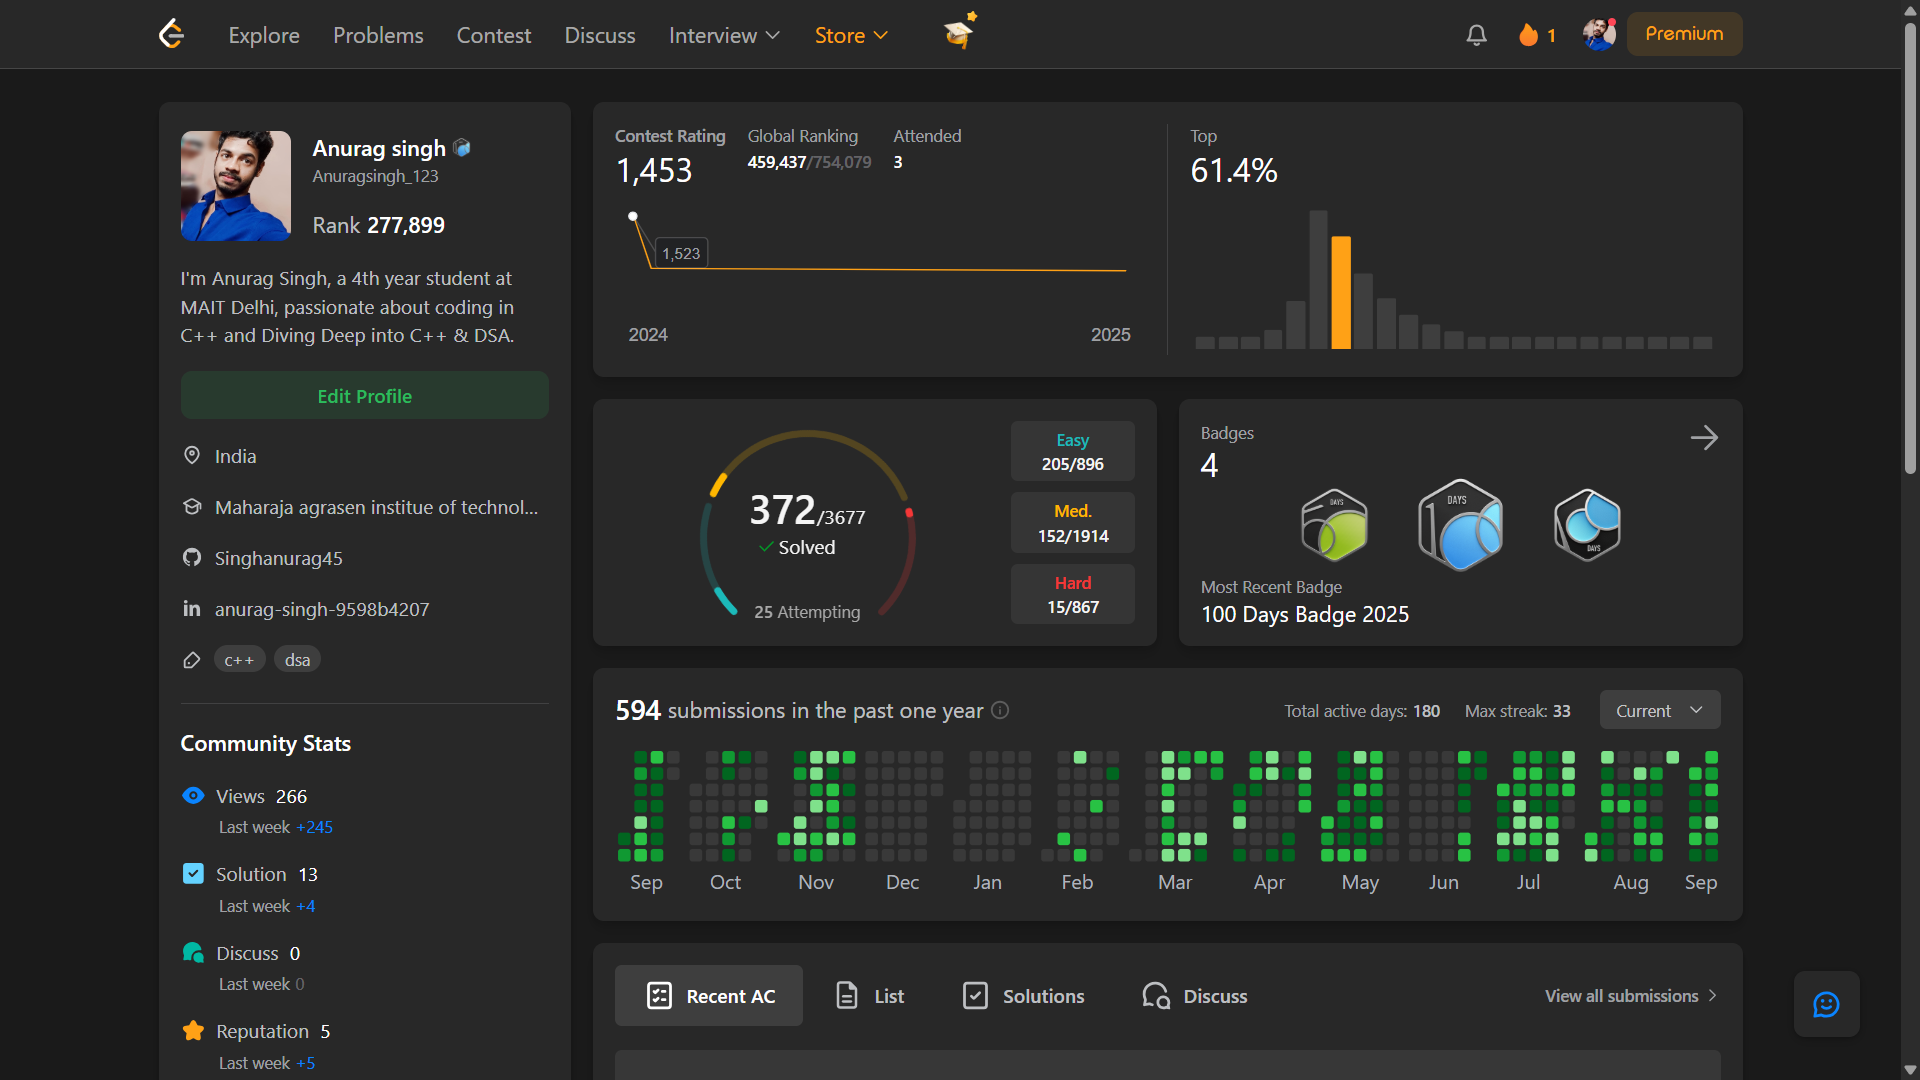 Explore
Problems
Contest
Discuss
Interview
Store
1
Premium
Anurag singh
Anuragsingh_123
Rank 277,899
I'm Anurag Singh, a 4th year student at
MAIT Delhi, passionate about coding in
C++ and Diving Deep into C++ & DSA.
Edit Profile
India
Maharaja agrasen institue of technol...
Singhanurag45
anurag-singh-9598b4207
c++
dsa
Community Stats
Views 266
Last week +245
Solution 13
Last week +4
Discuss 0
Last week 0
Reputation 5
Last week +5
Contest Rating
1,453
Global Ranking
459,437/754,079
Attended
3
1,523
2024
2025
Top
61.4%
372/3677
Solved
25 Attempting
Easy
205/896
Med.
152/1914
Hard
15/867
Badges
4
DAYS
DAYS
DAYS
Most Recent Badge
100 Days Badge 2025
594 submissions in the past one year
Total active days: 180
Max streak: 33
Current
Sep
Oct
Nov
Dec
Jan
Feb
Mar
Apr
May
Jun
Jul
Aug
Sep
Recent AC
List
Solutions
Discuss
View all submissions